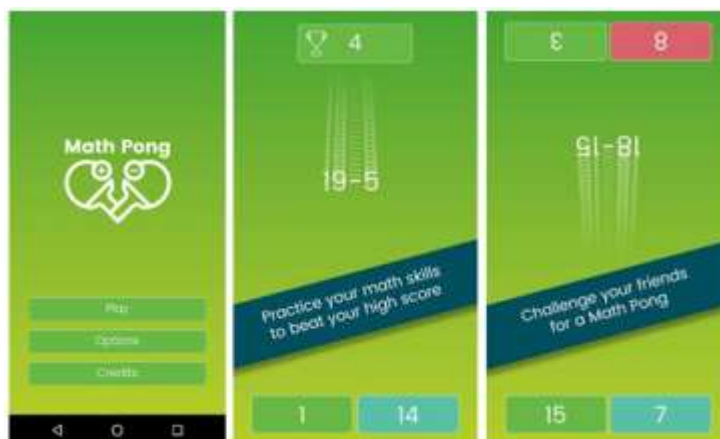 Math Pong
Play
Options
Credits
4
19-5
Practice your math skills
to beat your high score
1
14
3
8
18-15
Challenge your friends
for a Math Pong
15
7